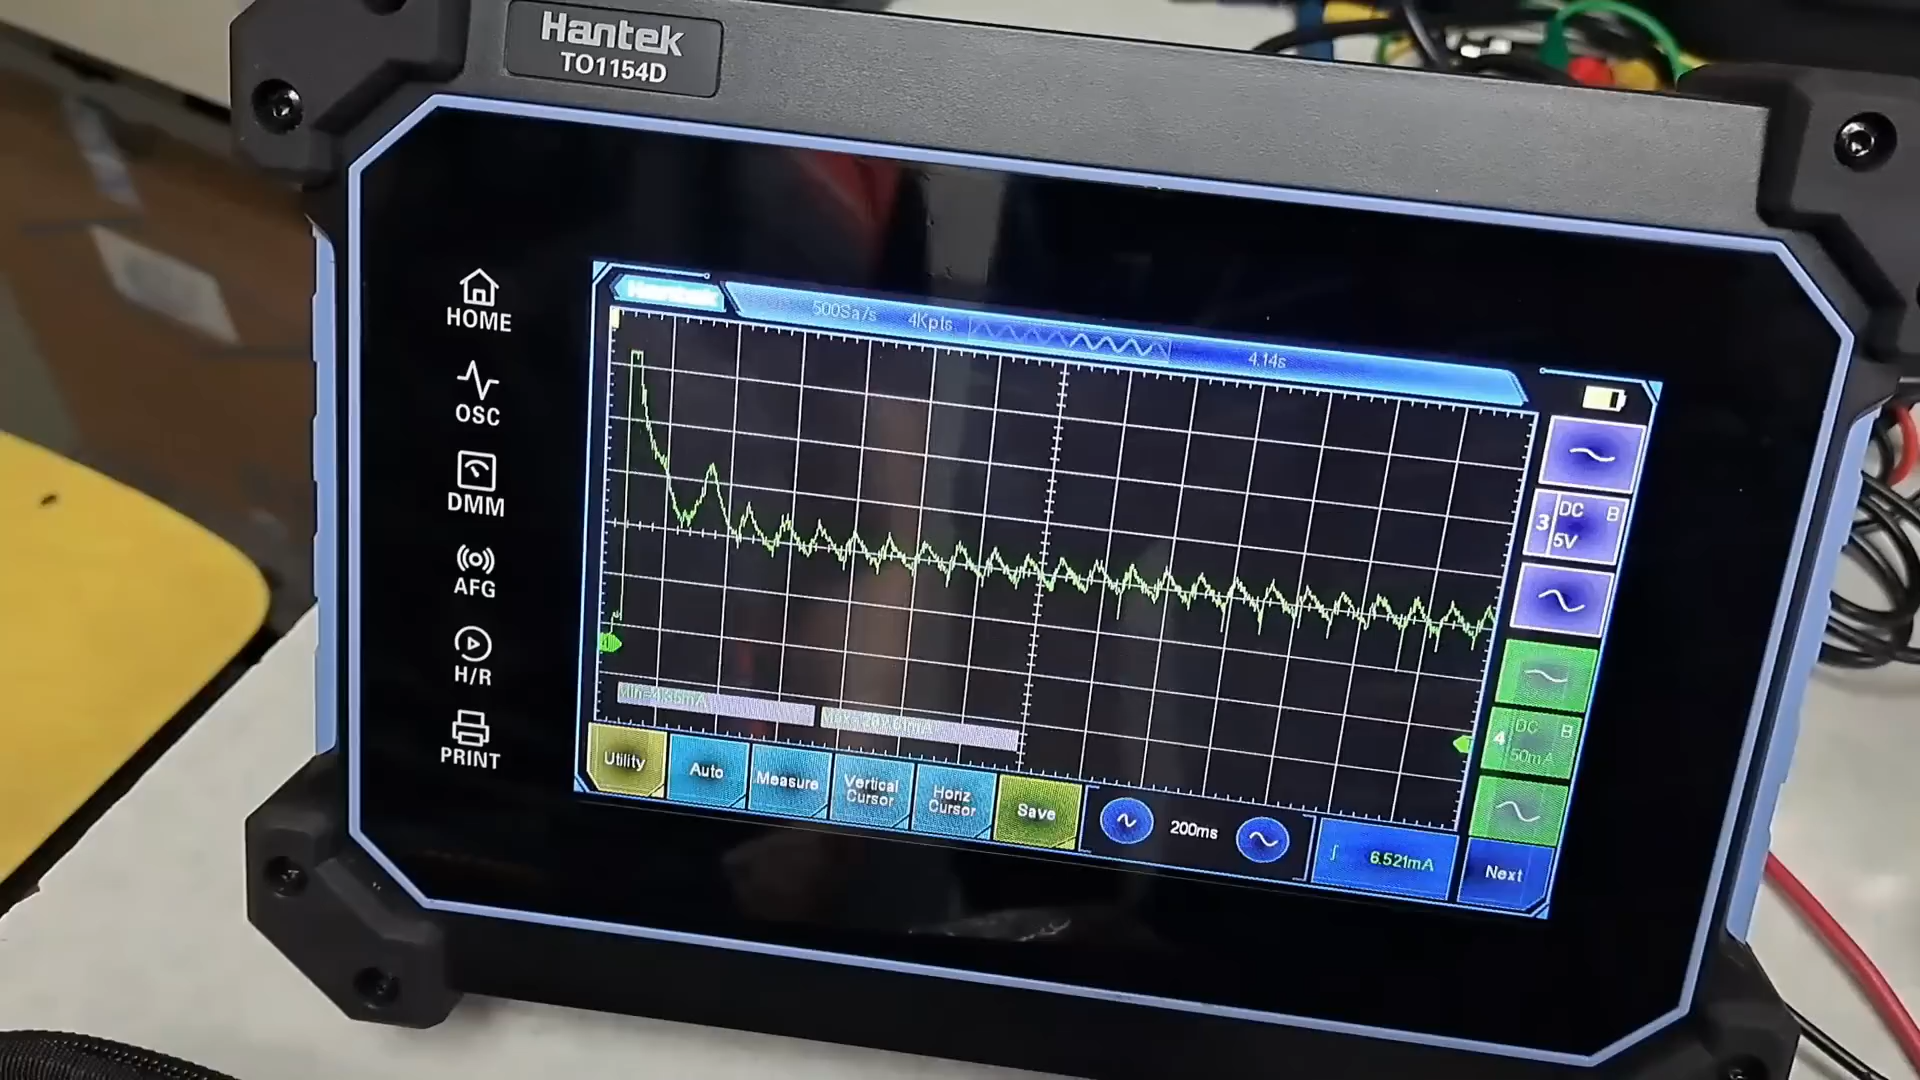 Hantek
TO1154D
HOME
OSC
DMM
AFG
H/R
PRINT
500Sa/s 4Kpts 4.14s
3 DC B
5V
4 DC B
50mA
Utility
Auto
Measure
Vertical
Cursor
Horiz
Cursor
Save
200ms
6.521mA
Next